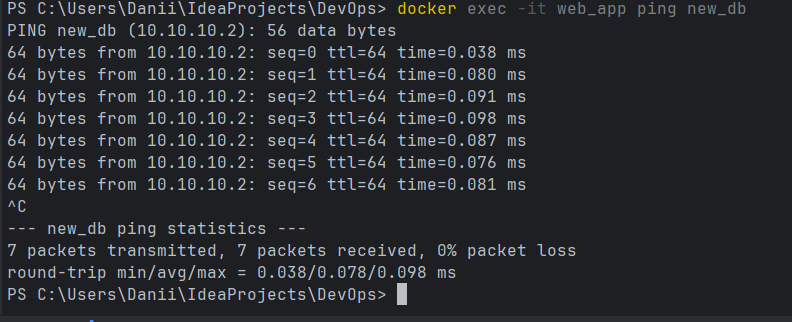 PS C:\Users\Danii\IdeaProjects\DevOps> docker exec -it web_app ping new_db
PING new_db (10.10.10.2): 56 data bytes
64 bytes from 10.10.10.2: seq=0 ttl=64 time=0.038 ms
64 bytes from 10.10.10.2: seq=1 ttl=64 time=0.080 ms
64 bytes from 10.10.10.2: seq=2 ttl=64 time=0.091 ms
64 bytes from 10.10.10.2: seq=3 ttl=64 time=0.098 ms
64 bytes from 10.10.10.2: seq=4 ttl=64 time=0.087 ms
64 bytes from 10.10.10.2: seq=5 ttl=64 time=0.076 ms
64 bytes from 10.10.10.2: seq=6 ttl=64 time=0.081 ms
^C
--- new_db ping statistics ---
7 packets transmitted, 7 packets received, 0% packet loss
round-trip min/avg/max = 0.038/0.078/0.098 ms
PS C:\Users\Danii\IdeaProjects\DevOps>